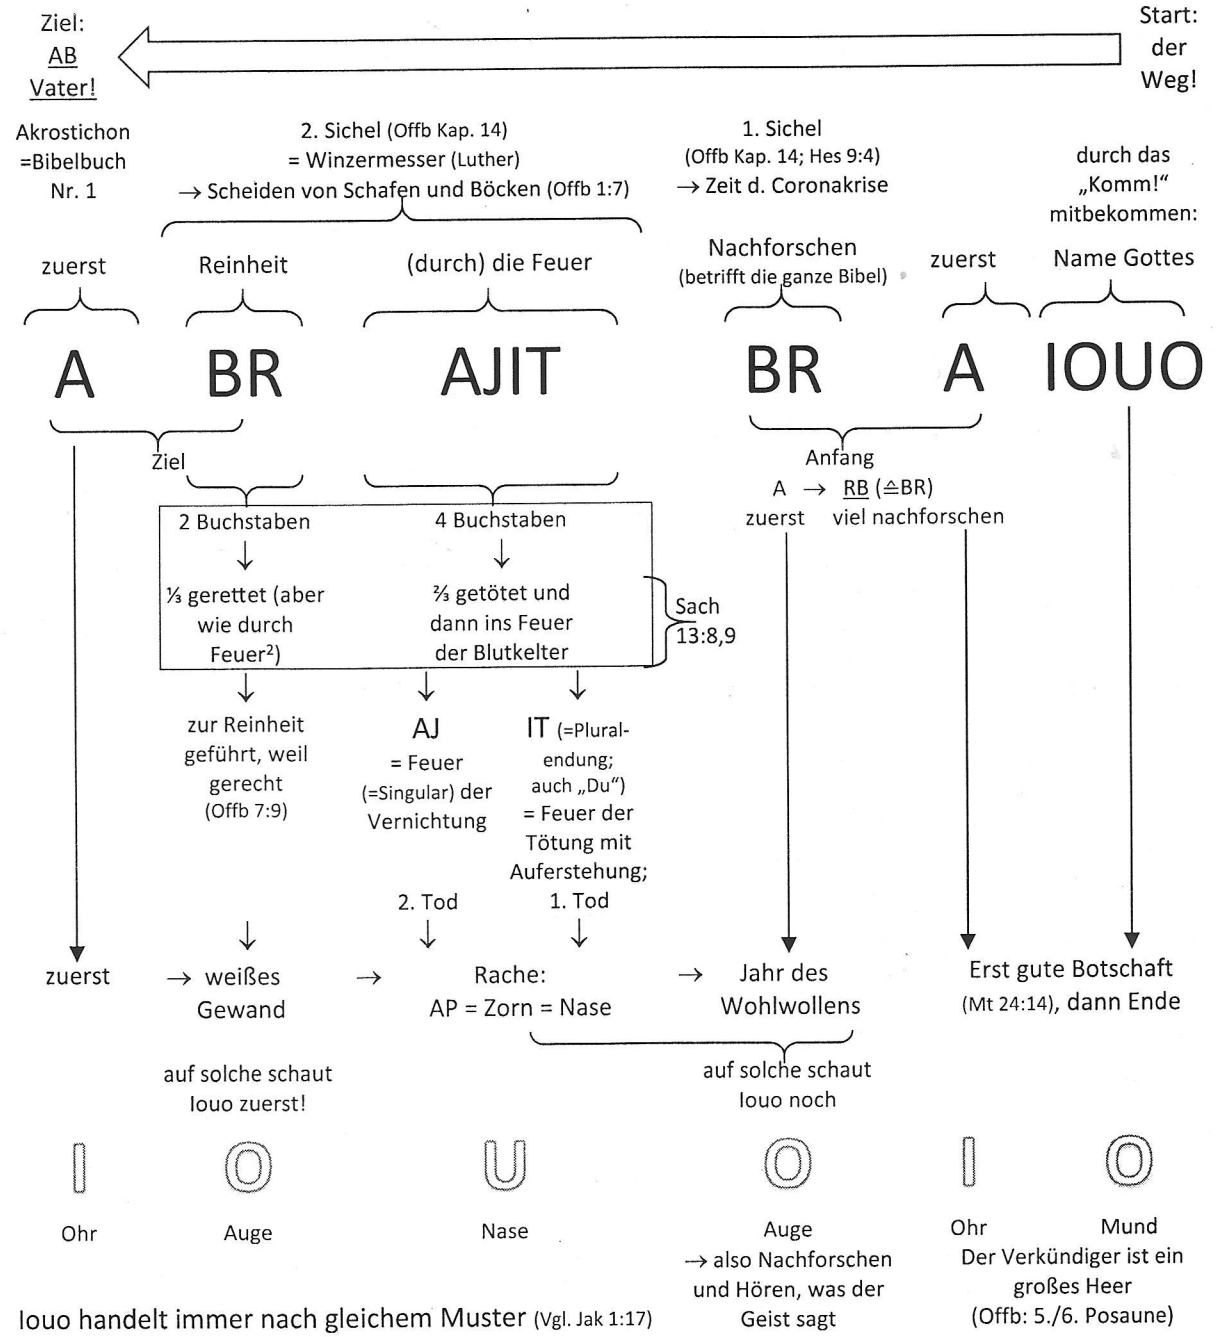 Ziel:
AB
Vater!
Start:
der
Weg!
Akrostichon
=Bibelbuch
Nr. 1
2. Sichel (Offb Kap. 14)
= Winzermesser (Luther)
→ Scheiden von Schafen und Böcken (Offb 1:7)
1. Sichel
(Offb Kap. 14; Hes 9:4)
→ Zeit d. Coronakrise
durch das
„Komm!“
mitbekommen:
zuerst
Reinheit
(durch) die Feuer
Nachforschen
(betrifft die ganze Bibel)
zuerst
Name Gottes
A BR AJIT BR A IOUO
Ziel
Anfang
A → RB (≙BR)
zuerst viel nachforschen
2 Buchstaben
↓
⅓ gerettet (aber
wie durch
Feuer²)
4 Buchstaben
↓
⅔ getötet und
dann ins Feuer
der Blutkelter
Sach
13:8,9
↓
zur Reinheit
geführt, weil
gerecht
(Offb 7:9)
↓
AJ
= Feuer
(=Singular) der
Vernichtung
2. Tod
↓
↓
IT (=Plural-
endung;
auch „Du“)
= Feuer der
Tötung mit
Auferstehung;
1. Tod
↓
zuerst
→ weißes
Gewand
→ Rache:
AP = Zorn = Nase
→ Jahr des
Wohlwollens
Erst gute Botschaft
(Mt 24:14), dann Ende
auf solche schaut
Iouo zuerst!
auf solche schaut
Iouo noch
I O U O I O
Ohr
Auge
Nase
Auge
→ also Nachforschen
und Hören, was der
Geist sagt
Ohr Mund
Der Verkündiger ist ein
großes Heer
(Offb: 5./6. Posaune)
Iouo handelt immer nach gleichem Muster (Vgl. Jak 1:17)